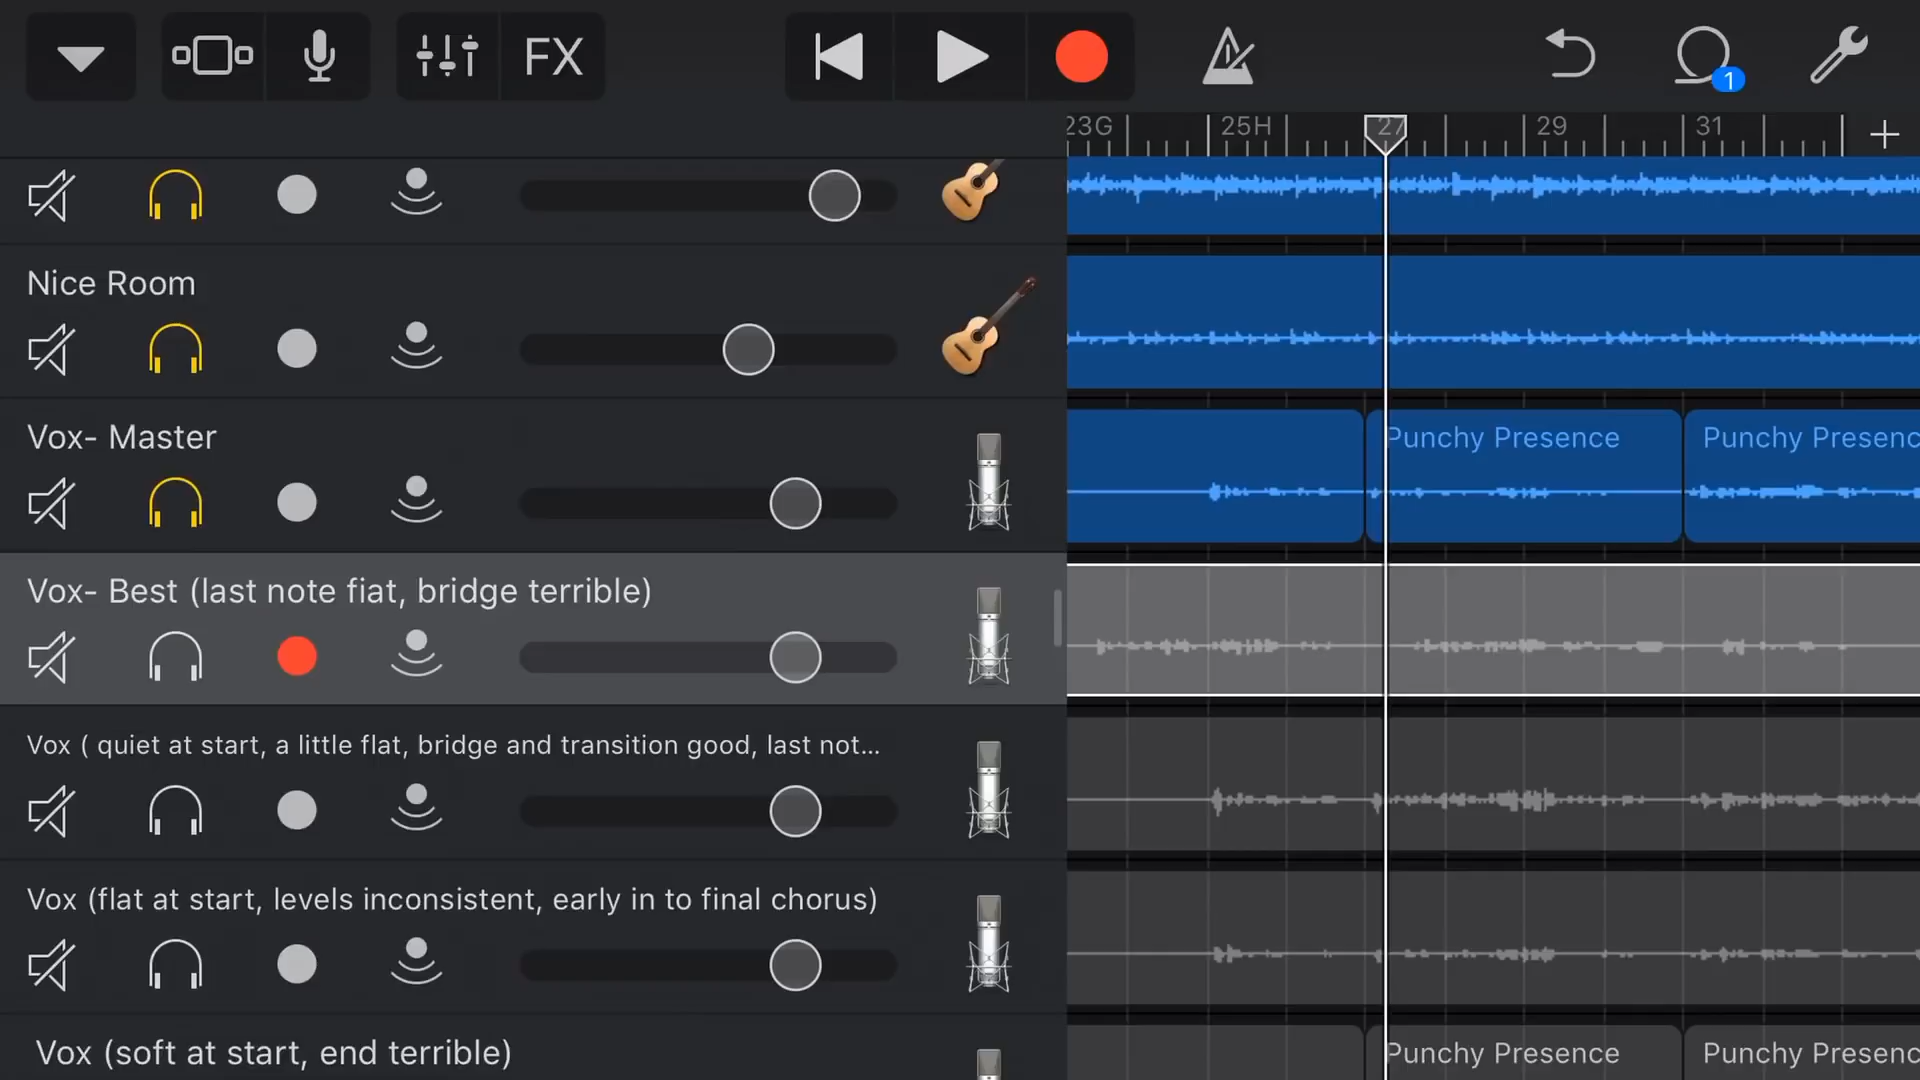 FX
1
23G 25H 27 29 31
Nice Room
Vox- Master
Punchy Presence
Punchy Presenc
Vox- Best (last note fiat, bridge terrible)
Vox ( quiet at start, a little flat, bridge and transition good, last not...
Vox (flat at start, levels inconsistent, early in to final chorus)
Vox (soft at start, end terrible)
Punchy Presence
Punchy Presenc